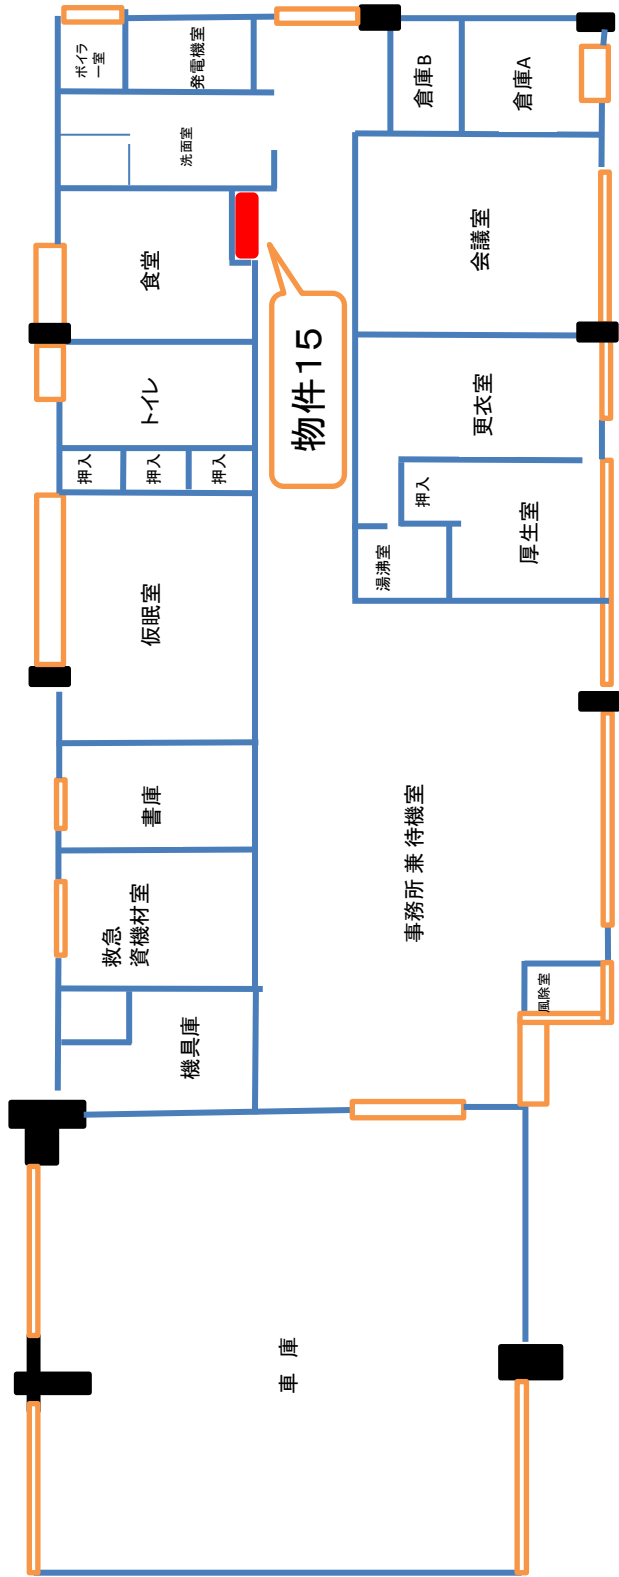 ボイラ
ー室
発電機室
倉庫B
倉庫A
洗面室
食堂
会議室
物件15
トイレ
更衣室
押入
押入
押入
押入
湯沸室
厚生室
仮眠室
書庫
事務所 兼 待機室
救急
資機材室
風除室
機具庫
車 庫